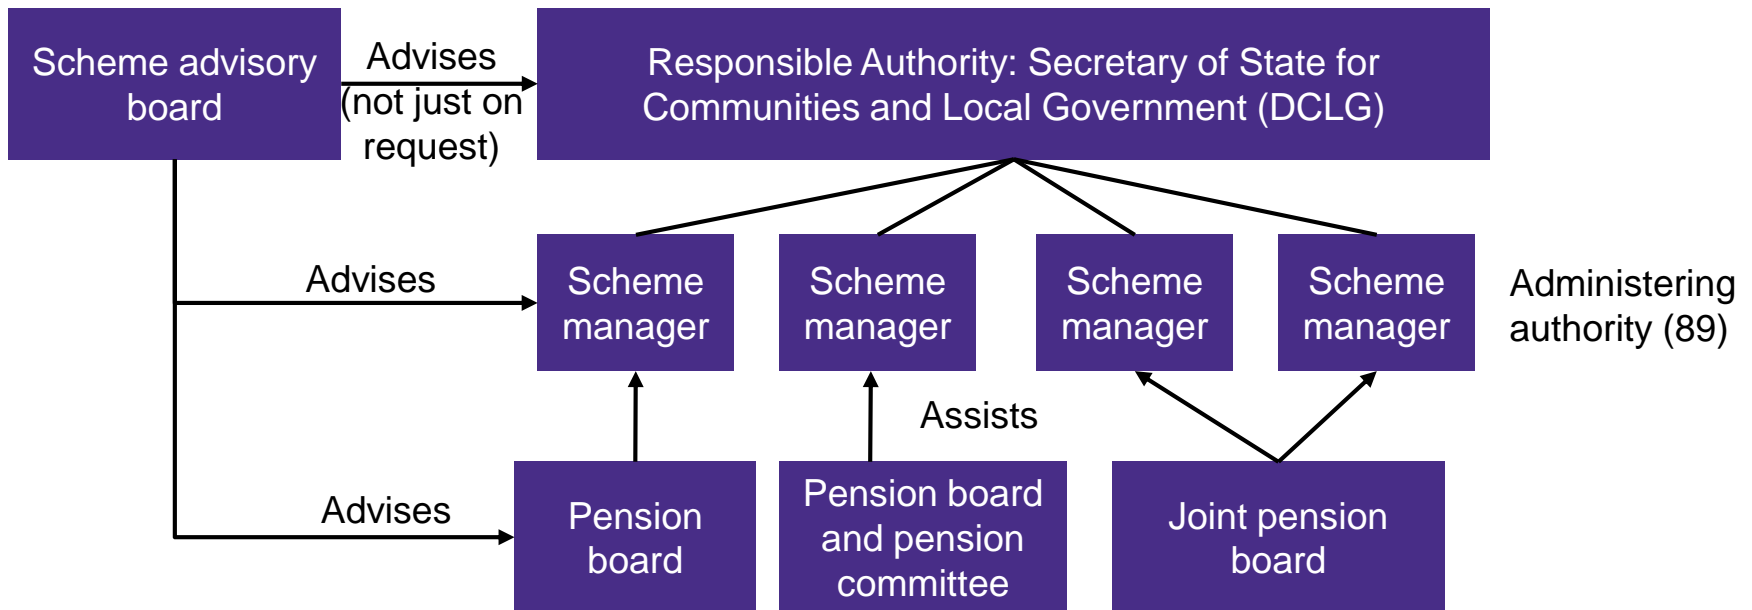 Scheme advisory
board
Advises
(not just on
request)
Responsible Authority: Secretary of State for
Communities and Local Government (DCLG)
Advises
Scheme
manager
Scheme
manager
Scheme
manager
Scheme
manager
Administering
authority (89)
Assists
Advises
Pension
board
Pension board
and pension
committee
Joint pension
board